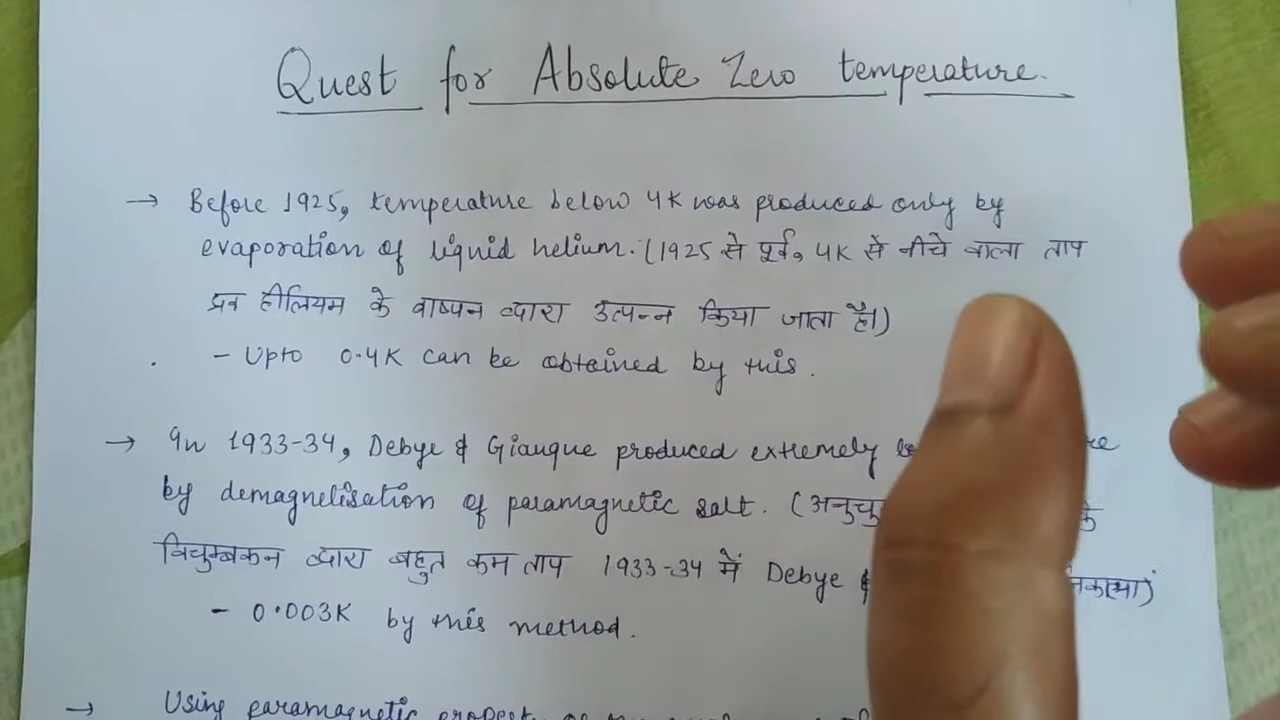 Quest for Absolute Zero temperature.
→ Before 1925, temperature below 4K was produced only by
evaporation of liquid helium. (1925 से पूर्व, 4K से नीचे वाला ताप
द्रव हीलियम के वाष्पन द्वारा उत्पन्न किया जाता है।)
- Upto 0.4K can be obtained by this.
→ In 1933-34, Debye & Giauque produced extremely
by demagnetisation of paramagnetic salt. (
विचुम्बकन द्वारा बहुत कम ताप 1933-34 में Debye &
- 0.003K by this method.
→ Using paramagnetic